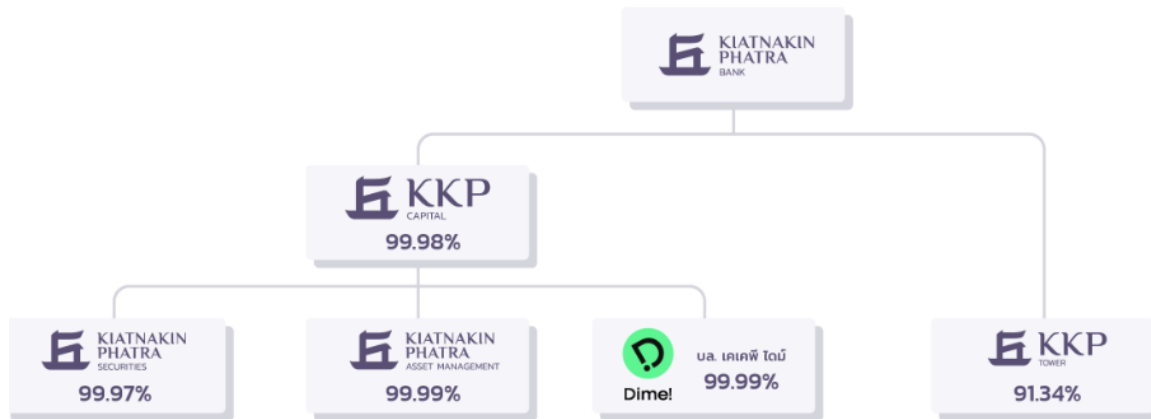 KIATNAKIN
PHATRA
BANK
KKP
CAPITAL
99.98%
KIATNAKIN
PHATRA
SECURITIES
99.97%
KIATNAKIN
PHATRA
ASSET MANAGEMENT
99.99%
Dime!
บล. เคเคพี ไดม์
99.99%
KKP
TOWER
91.34%